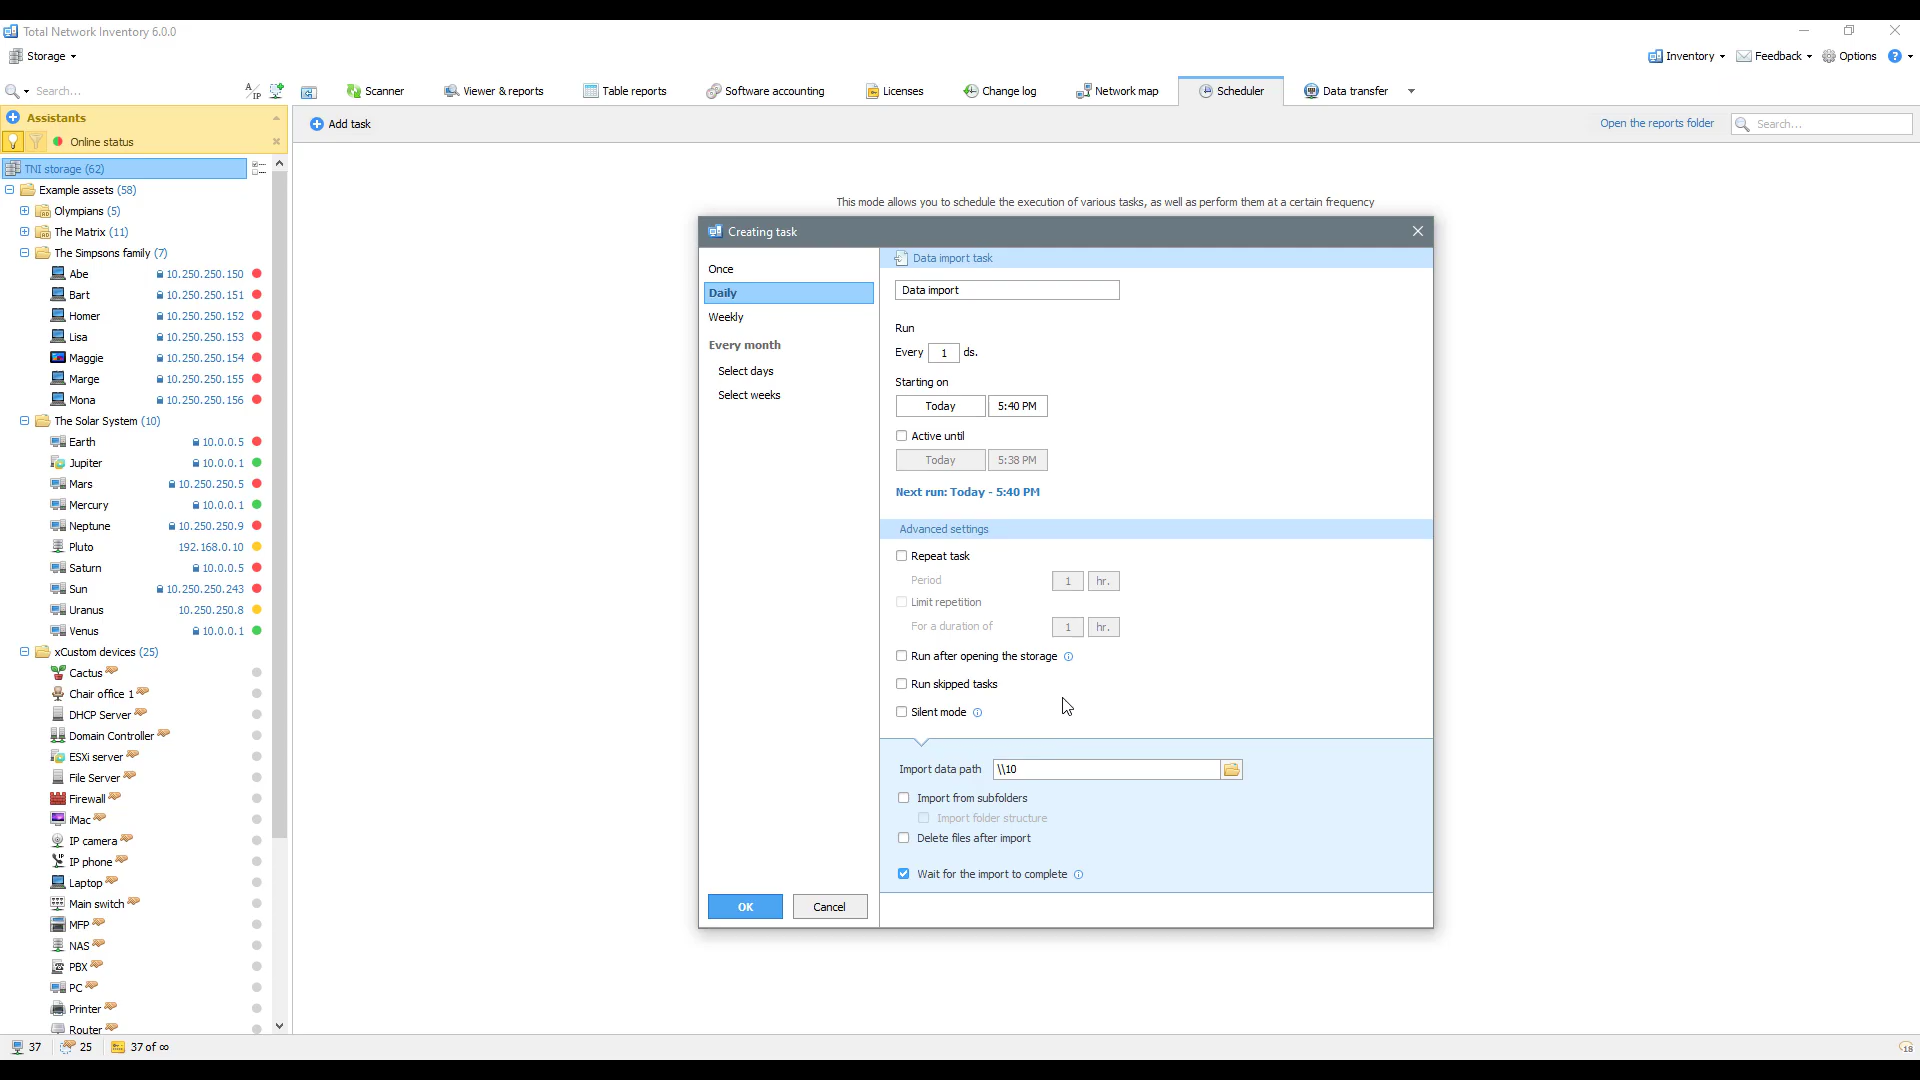 Total Network Inventory 6.0.0
Storage
Inventory Feedback Options ?
Search... A/IP Scanner Viewer & reports Table reports Software accounting Licenses Change log Network map Scheduler Data transfer
Assistants
Online status
Add task
Open the reports folder
Search...
TNI storage (62)
Example assets (58)
Olympians (5)
The Matrix (11)
The Simpsons family (7)
Abe 10.250.250.150
Bart 10.250.250.151
Homer 10.250.250.152
Lisa 10.250.250.153
Maggie 10.250.250.154
Marge 10.250.250.155
Mona 10.250.250.156
The Solar System (10)
Earth 10.0.0.5
Jupiter 10.0.0.1
Mars 10.250.250.5
Mercury 10.0.0.1
Neptune 10.250.250.9
Pluto 192.168.0.10
Saturn 10.0.0.5
Sun 10.250.250.243
Uranus 10.250.250.8
Venus 10.0.0.1
xCustom devices (25)
Cactus
Chair office 1
DHCP Server
Domain Controller
ESXi server
File Server
Firewall
iMac
IP camera
IP phone
Laptop
Main switch
MFP
NAS
PBX
PC
Printer
Router
This mode allows you to schedule the execution of various tasks, as well as perform them at a certain frequency
Creating task
Once
Daily
Weekly
Every month
Select days
Select weeks
OK Cancel
Data import task
Data import
Run
Every 1 ds.
Starting on
Today 5:40 PM
Active until
Today 5:38 PM
Next run: Today - 5:40 PM
Advanced settings
Repeat task
Period 1 hr.
Limit repetition
For a duration of 1 hr.
Run after opening the storage
Run skipped tasks
Silent mode
Import data path \\10
Import from subfolders
Import folder structure
Delete files after import
Wait for the import to complete
37 25 37 of ∞
18